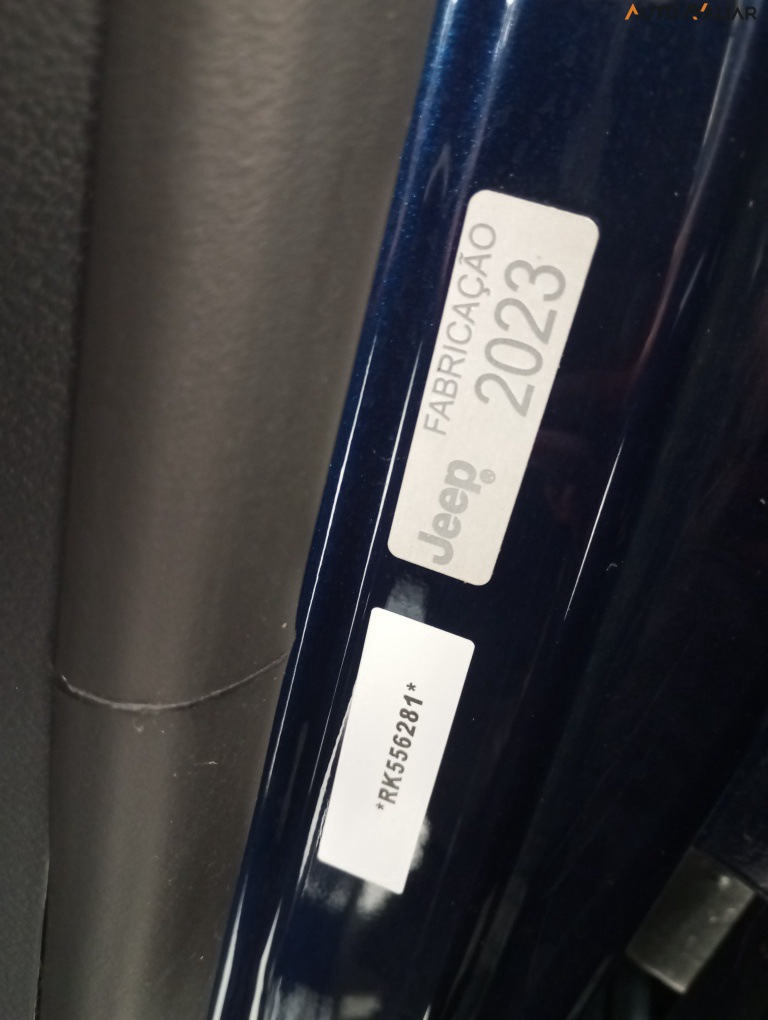 Jeep® FABRICAÇÃO
2023
*RK556281*